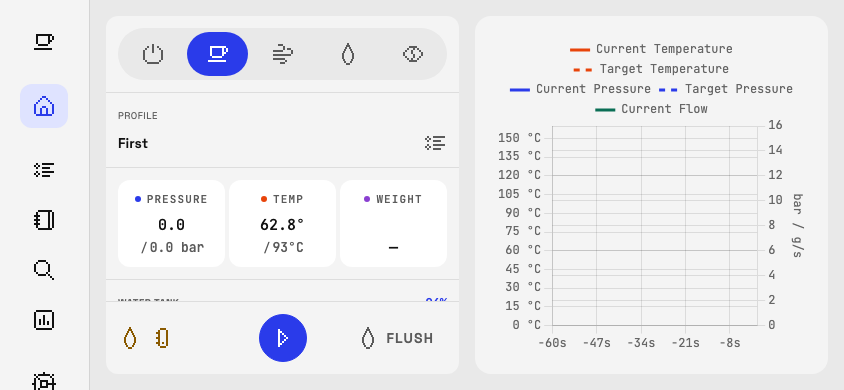 PROFILE
First
PRESSURE
0.0
/0.0 bar
TEMP
62.8°
/93°C
WEIGHT
—
FLUSH
Current Temperature
Target Temperature
Current Pressure
Target Pressure
Current Flow
150 °C
135 °C
120 °C
105 °C
90 °C
75 °C
60 °C
45 °C
30 °C
15 °C
0 °C
16
14
12
10
8
6
4
2
0
bar / g/s
-60s
-47s
-34s
-21s
-8s